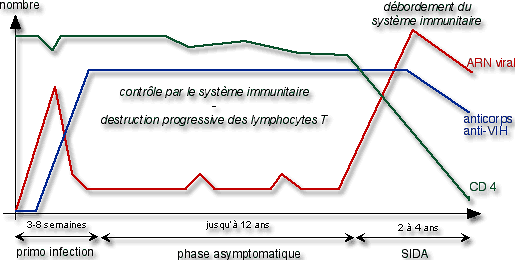 nombre
débordement du
système immunitaire
ARN viral
contrôle par le système immunitaire
-
destruction progressive des lymphocytes T
anticorps
anti-VIH
CD 4
3-8 semaines
jusqu'à 12 ans
2 à 4 ans
primo infection
phase asymptomatique
SIDA